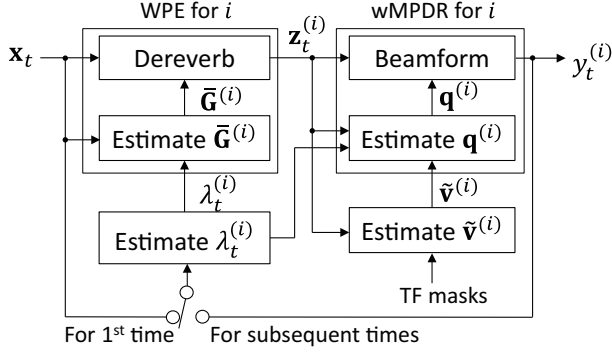 WPE for i
wMPDR for i
𝐱_t
Dereverb
𝐳_t^(i)
Beamform
y_t^(i)
𝐆̄^(i)
𝐪^(i)
Estimate 𝐆̄^(i)
Estimate 𝐪^(i)
λ_t^(i)
𝐯̃^(i)
Estimate λ_t^(i)
Estimate 𝐯̃^(i)
TF masks
For 1st time
For subsequent times